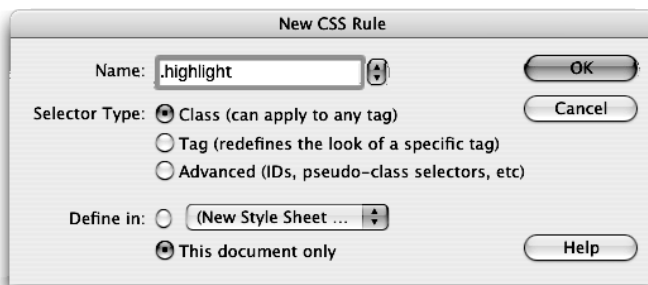 New CSS Rule
Name: .highlight OK
Selector Type: Class (can apply to any tag) Cancel
Tag (redefines the look of a specific tag)
Advanced (IDs, pseudo-class selectors, etc)
Define in: (New Style Sheet ...
This document only Help